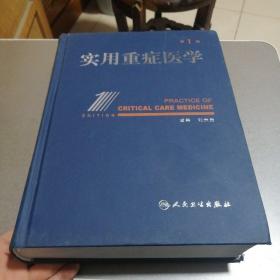 第1版
实用重症医学
1
EDITION
PRACTICE OF
CRITICAL CARE MEDICINE
主编
人民卫生出版社